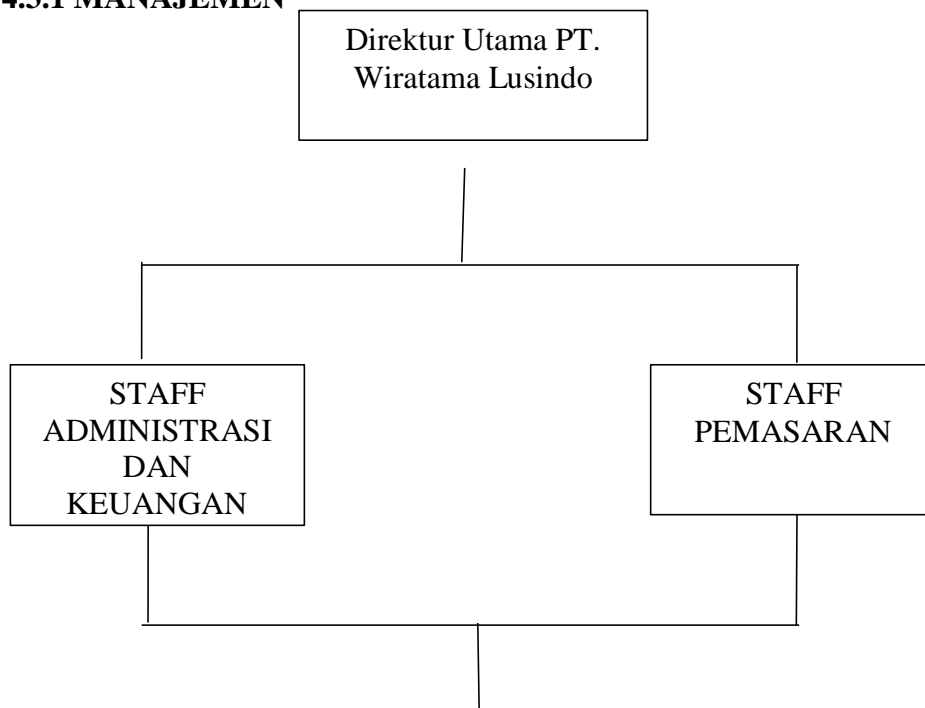 4.3.1 MANAJEMEN
Direktur Utama PT.
Wiratama Lusindo
STAFF
ADMINISTRASI
DAN
KEUANGAN
STAFF
PEMASARAN